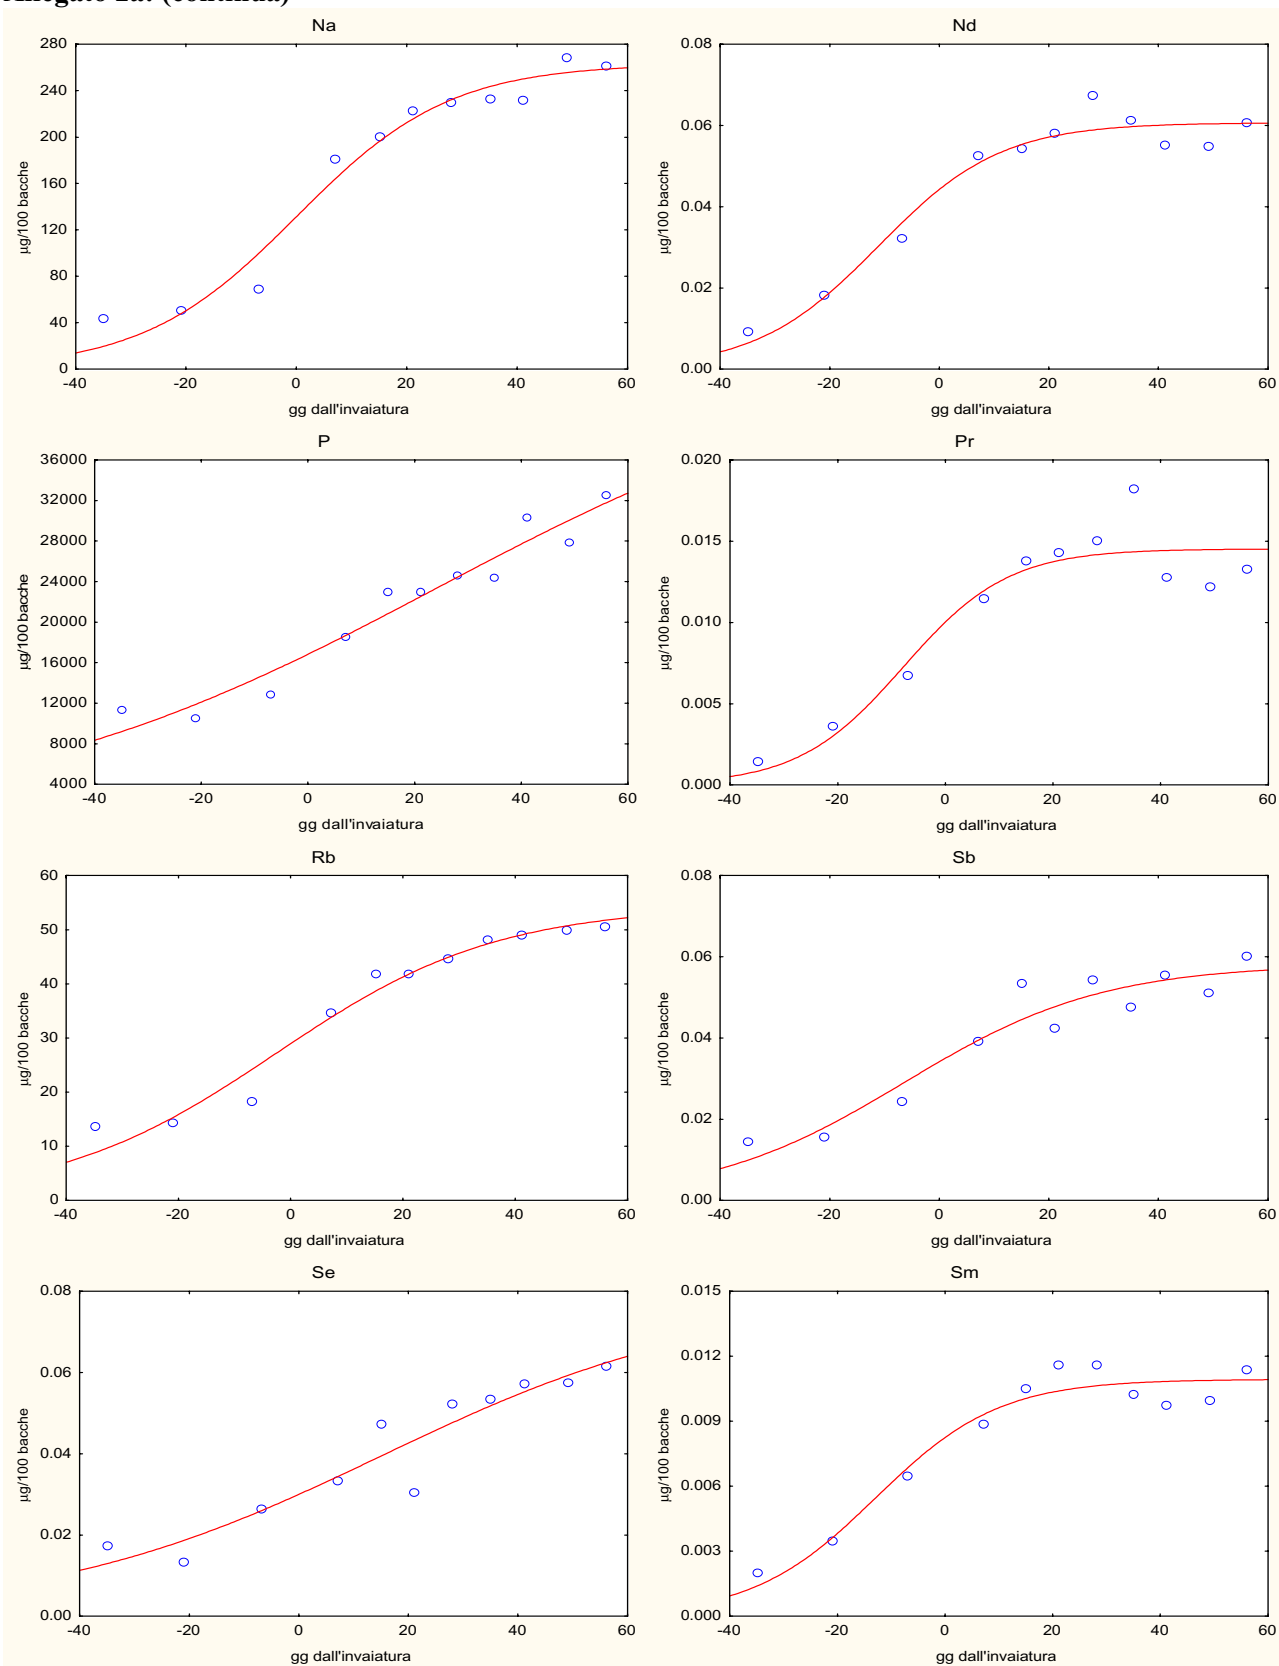 Allegato 2a: (continua)
Na
280
240
200
160
120
80
40
0
-40 -20 0 20 40 60
µg/100 bacche
gg dall'invaiatura
Nd
0.08
0.06
0.04
0.02
0.00
-40 -20 0 20 40 60
µg/100 bacche
gg dall'invaiatura
P
36000
32000
28000
24000
20000
16000
12000
8000
4000
-40 -20 0 20 40 60
µg/100 bacche
gg dall'invaiatura
Pr
0.020
0.015
0.010
0.005
0.000
-40 -20 0 20 40 60
µg/100 bacche
gg dall'invaiatura
Rb
60
50
40
30
20
10
0
-40 -20 0 20 40 60
µg/100 bacche
gg dall'invaiatura
Sb
0.08
0.06
0.04
0.02
0.00
-40 -20 0 20 40 60
µg/100 bacche
gg dall'invaiatura
Se
0.08
0.06
0.04
0.02
0.00
-40 -20 0 20 40 60
µg/100 bacche
gg dall'invaiatura
Sm
0.015
0.012
0.009
0.006
0.003
0.000
-40 -20 0 20 40 60
µg/100 bacche
gg dall'invaiatura